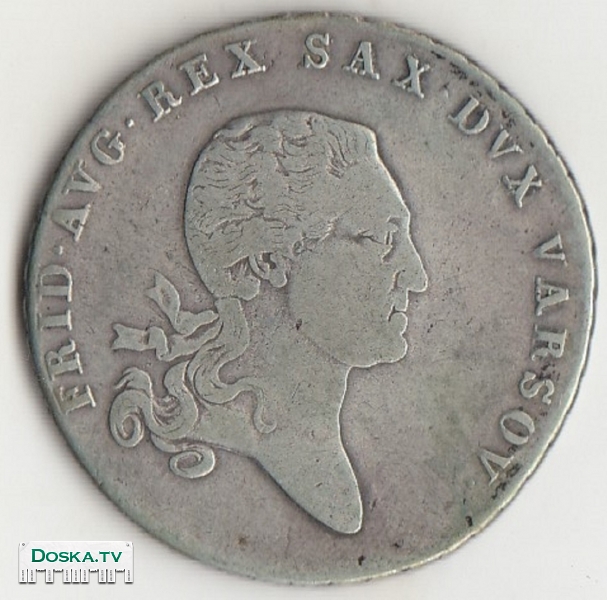 FRID·AVG·REX SAX·DVX VARSOV
DOSKA.TV